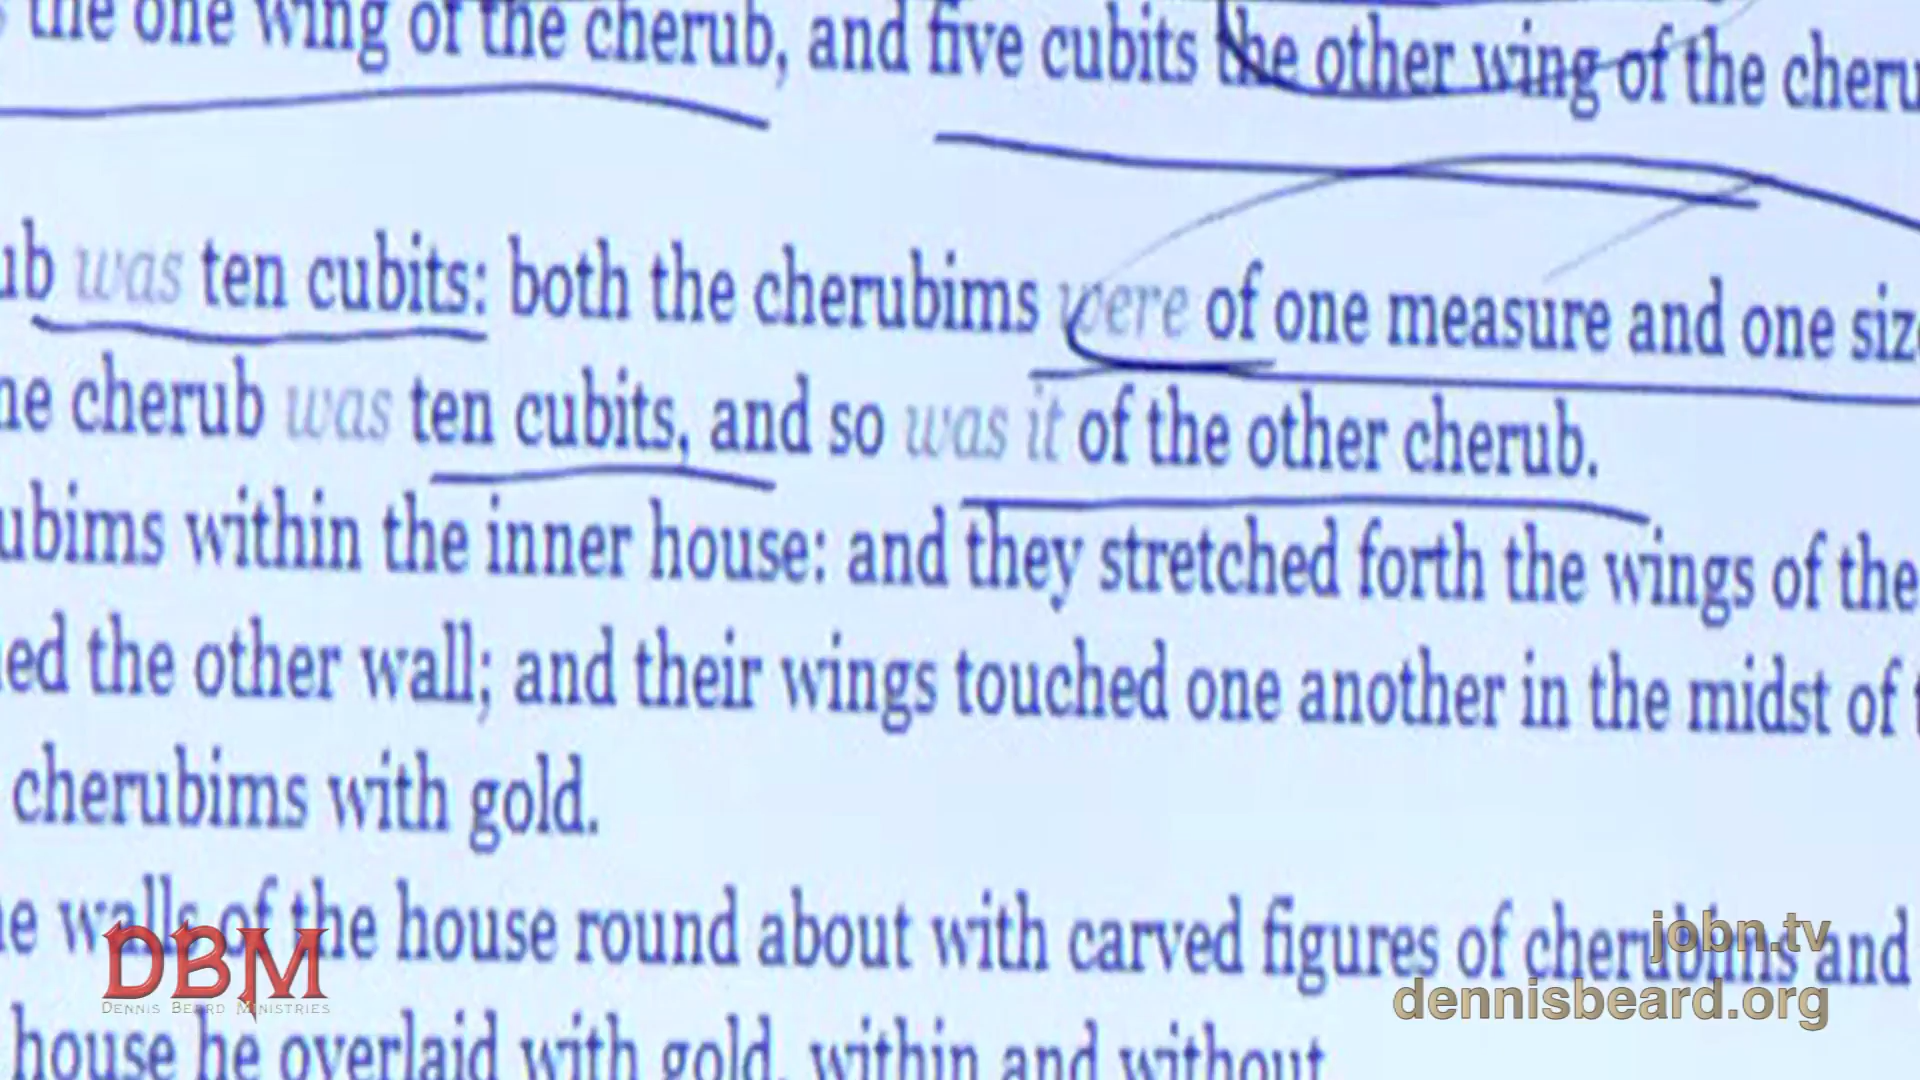 the one wing of the cherub, and five cubits the other wing of the cheru
ub was ten cubits: both the cherubims were of one measure and one siz
ne cherub was ten cubits, and so was it of the other cherub.
ubims within the inner house: and they stretched forth the wings of the
ed the other wall; and their wings touched one another in the midst of t
cherubims with gold.
e walls of the house round about with carved figures of cherubims and
house he overlaid with gold, within and without.
DBM
DENNIS BEARD MINISTRIES
jobn.tv
dennisbeard.org